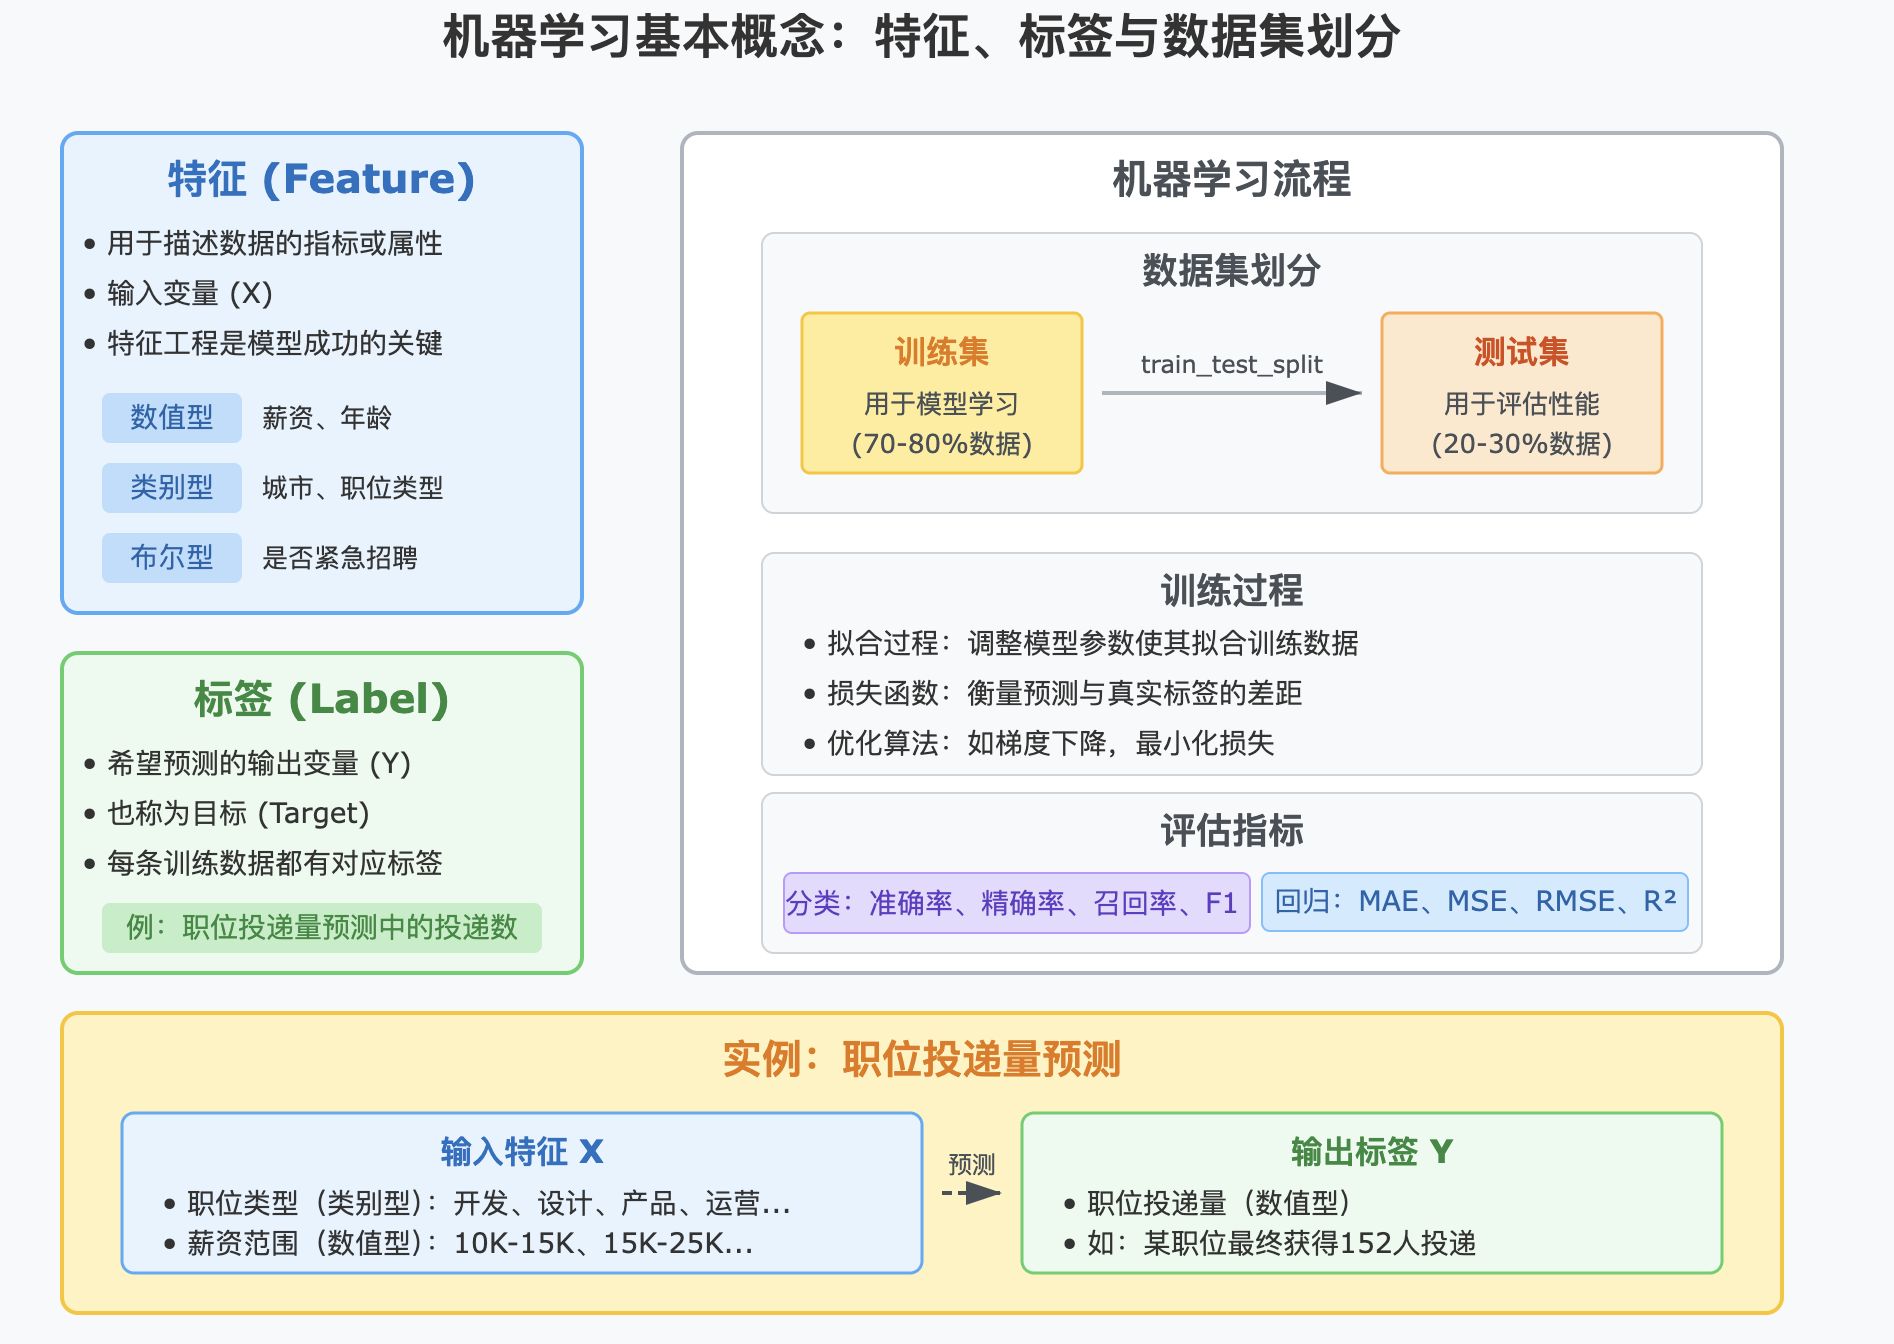 机器学习基本概念：特征、标签与数据集划分
特征 (Feature)
• 用于描述数据的指标或属性
• 输入变量 (X)
• 特征工程是模型成功的关键
数值型 薪资、年龄
类别型 城市、职位类型
布尔型 是否紧急招聘
标签 (Label)
• 希望预测的输出变量 (Y)
• 也称为目标 (Target)
• 每条训练数据都有对应标签
例：职位投递量预测中的投递数
机器学习流程
数据集划分
训练集
用于模型学习
(70-80%数据)
train_test_split
测试集
用于评估性能
(20-30%数据)
训练过程
• 拟合过程：调整模型参数使其拟合训练数据
• 损失函数：衡量预测与真实标签的差距
• 优化算法：如梯度下降，最小化损失
评估指标
分类：准确率、精确率、召回率、F1
回归：MAE、MSE、RMSE、R²
实例：职位投递量预测
输入特征 X
• 职位类型（类别型）：开发、设计、产品、运营...
• 薪资范围（数值型）：10K-15K、15K-25K...
预测
输出标签 Y
• 职位投递量（数值型）
• 如：某职位最终获得152人投递